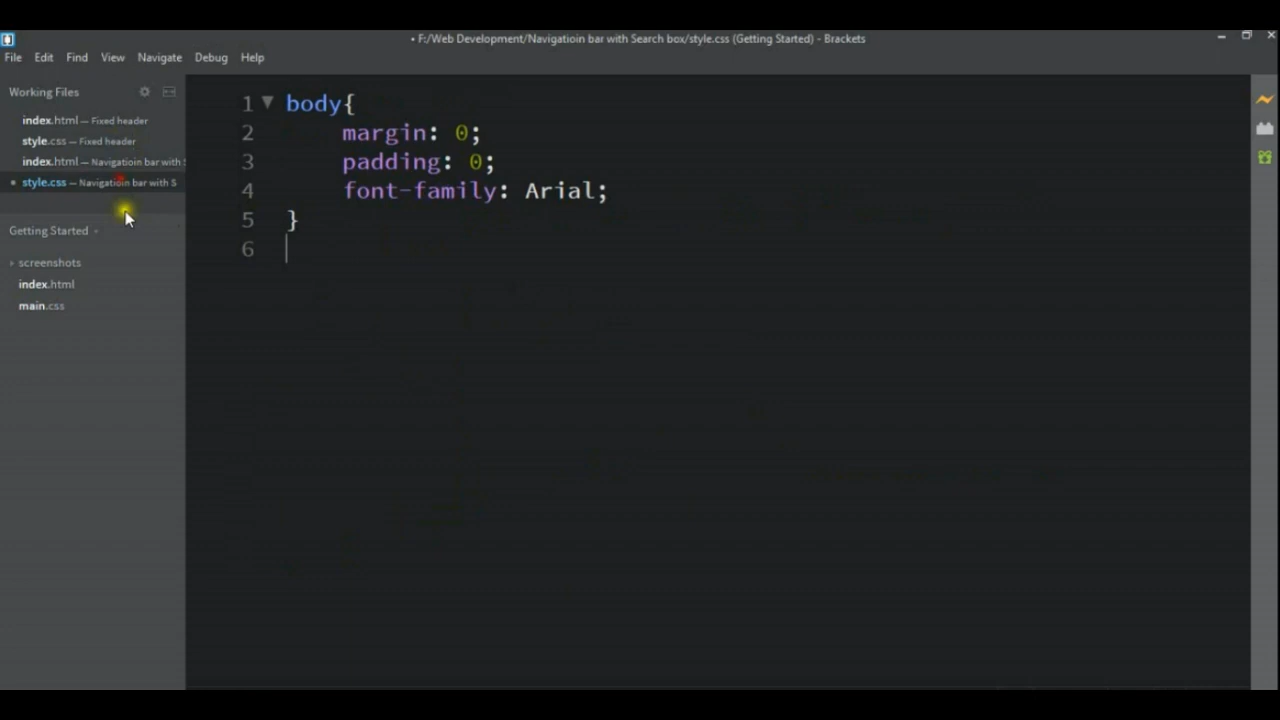 • F:/Web Development/Navigatioin bar with Search box/style.css (Getting Started) - Brackets
File Edit Find View Navigate Debug Help
Working Files
index.html — Fixed header
style.css — Fixed header
index.html — Navigatioin bar with S
style.css — Navigatioin bar with S
Getting Started
screenshots
index.html
main.css
1 body{
2 margin: 0;
3 padding: 0;
4 font-family: Arial;
5 }
6